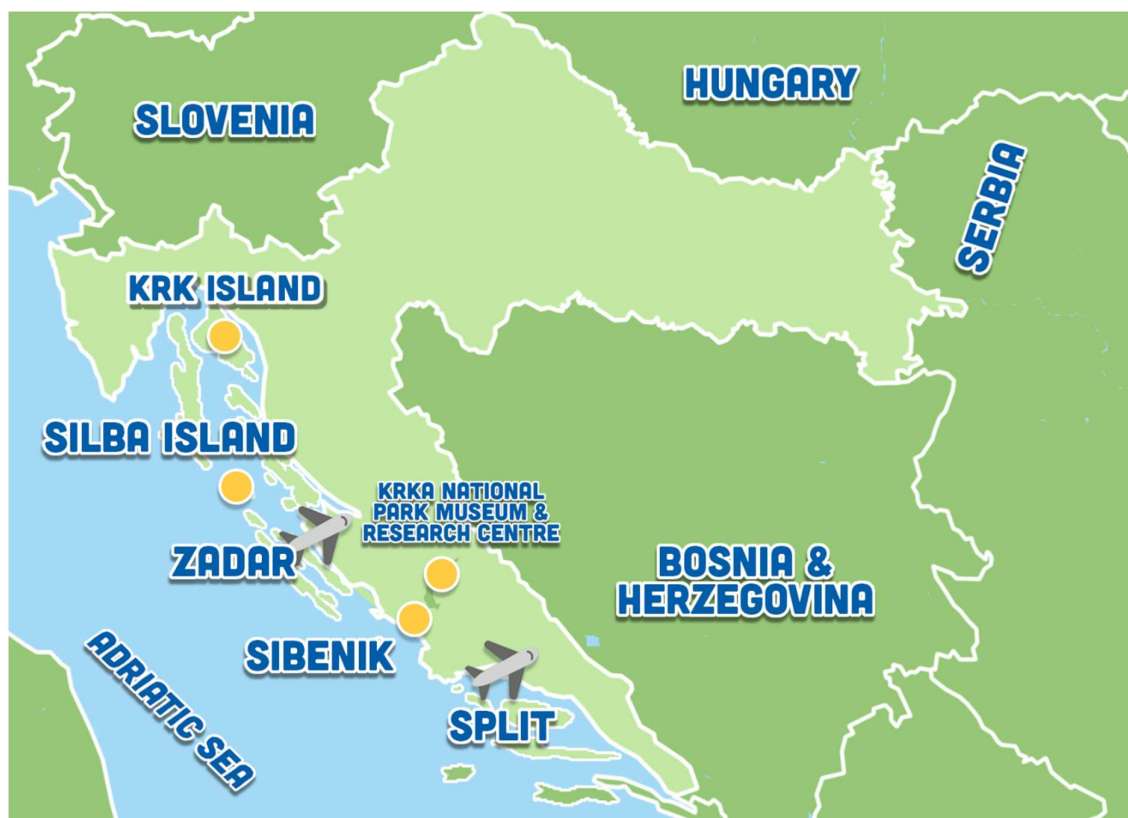 HUNGARY
SLOVENIA
SERBIA
KRK ISLAND
SILBA ISLAND
KRKA NATIONAL
PARK MUSEUM &
RESEARCH CENTRE
ZADAR
BOSNIA &
HERZEGOVINA
SIBENIK
ADRIATIC SEA
SPLIT